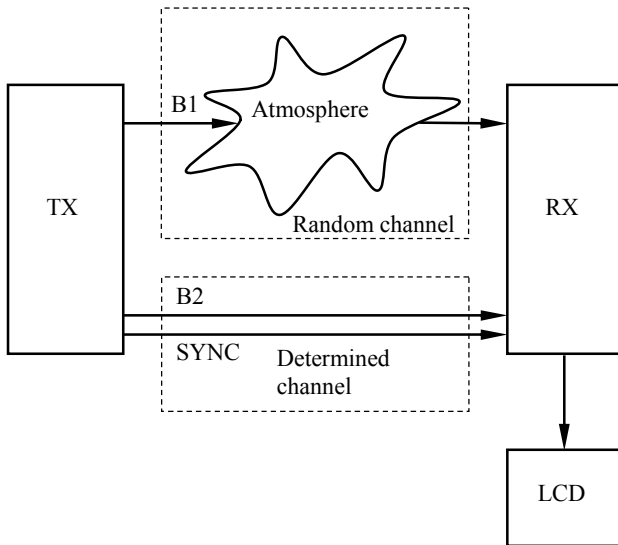 B1
Atmosphere
TX
RX
Random channel
B2
SYNC
Determined
channel
LCD